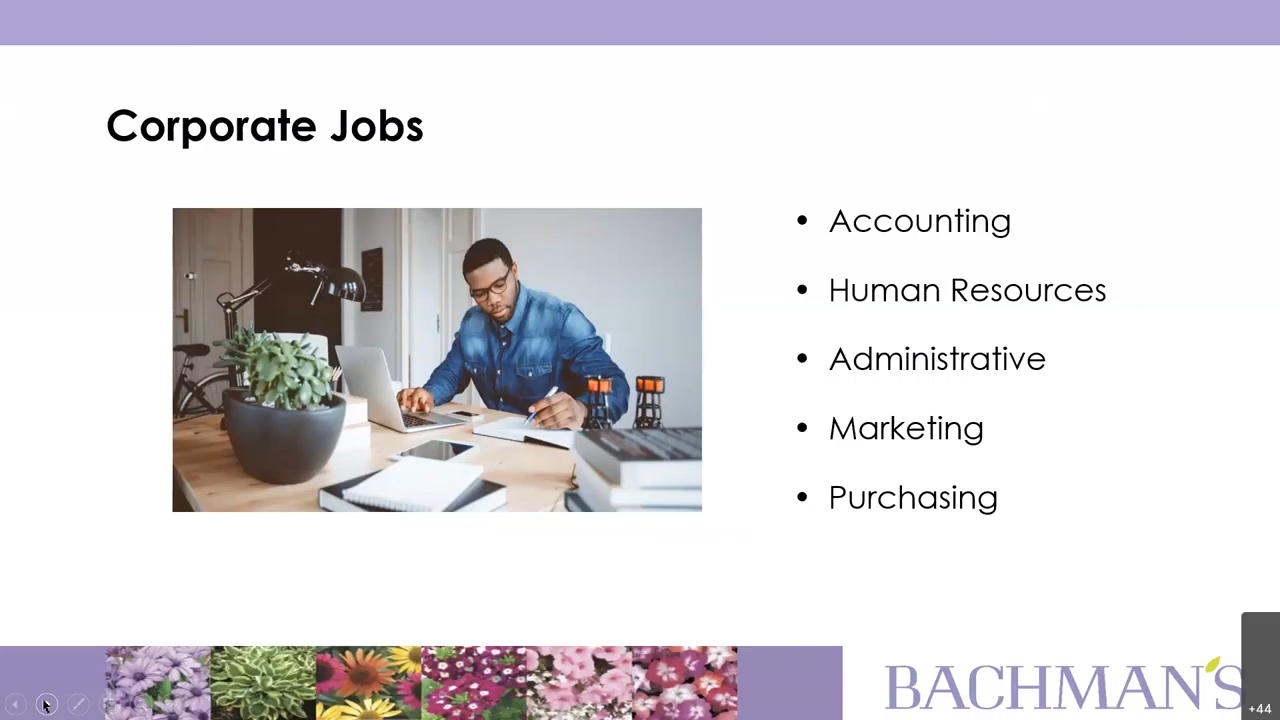 Corporate Jobs
• Accounting
• Human Resources
• Administrative
• Marketing
• Purchasing
BACHMAN'S
+44